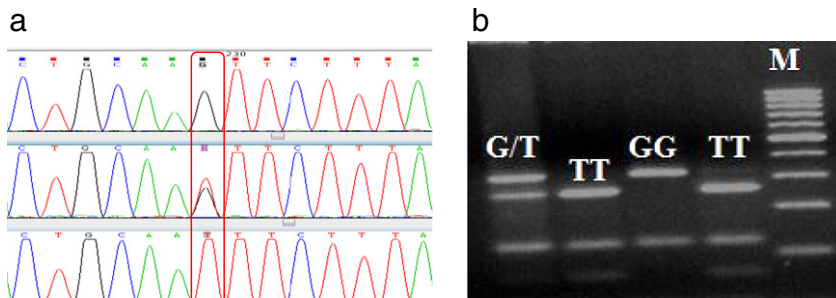 a
b
230
C T G C A A G T T C T T T A
C T G C A A K T T C T T T A
C T G C A A T T T C T T T A
M
G/T
TT
GG
TT